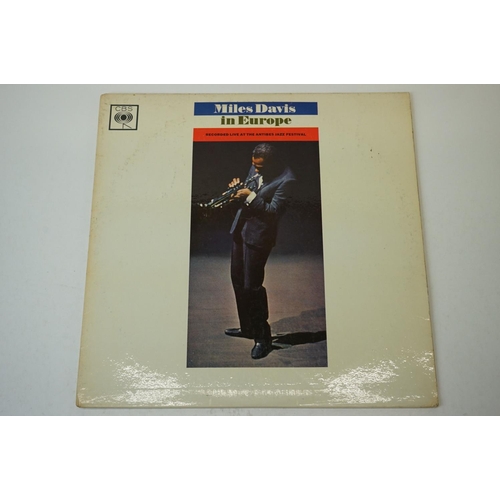 CBS
Miles Davis
in Europe
RECORDED LIVE AT THE ANTIBES JAZZ FESTIVAL